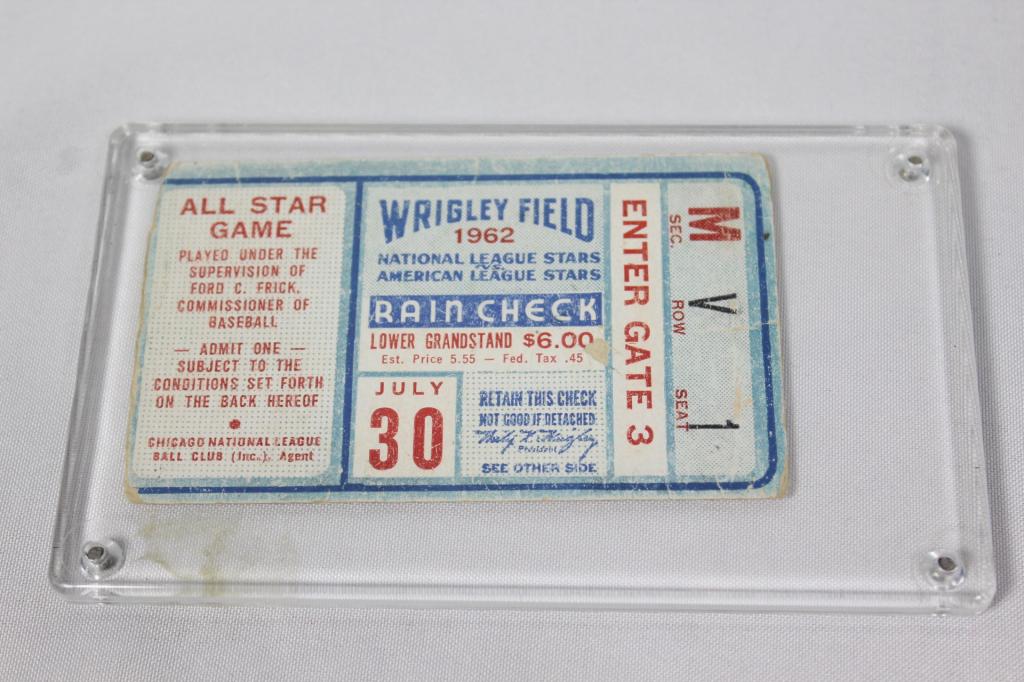 ALL STAR
GAME
PLAYED UNDER THE
SUPERVISION OF
FORD C. FRICK,
COMMISSIONER OF
BASEBALL
— ADMIT ONE —
SUBJECT TO THE
CONDITIONS SET FORTH
ON THE BACK HEREOF
CHICAGO NATIONAL LEAGUE
BALL CLUB (Inc.), Agent
WRIGLEY FIELD
1962
NATIONAL LEAGUE STARS
VS.
AMERICAN LEAGUE STARS
RAIN CHECK
LOWER GRANDSTAND $6.00
Est. Price 5.55 — Fed. Tax .45
JULY
30
RETAIN THIS CHECK
NOT GOOD IF DETACHED
President
SEE OTHER SIDE
ENTER GATE 3
M
SEC.
V
ROW
1
SEAT